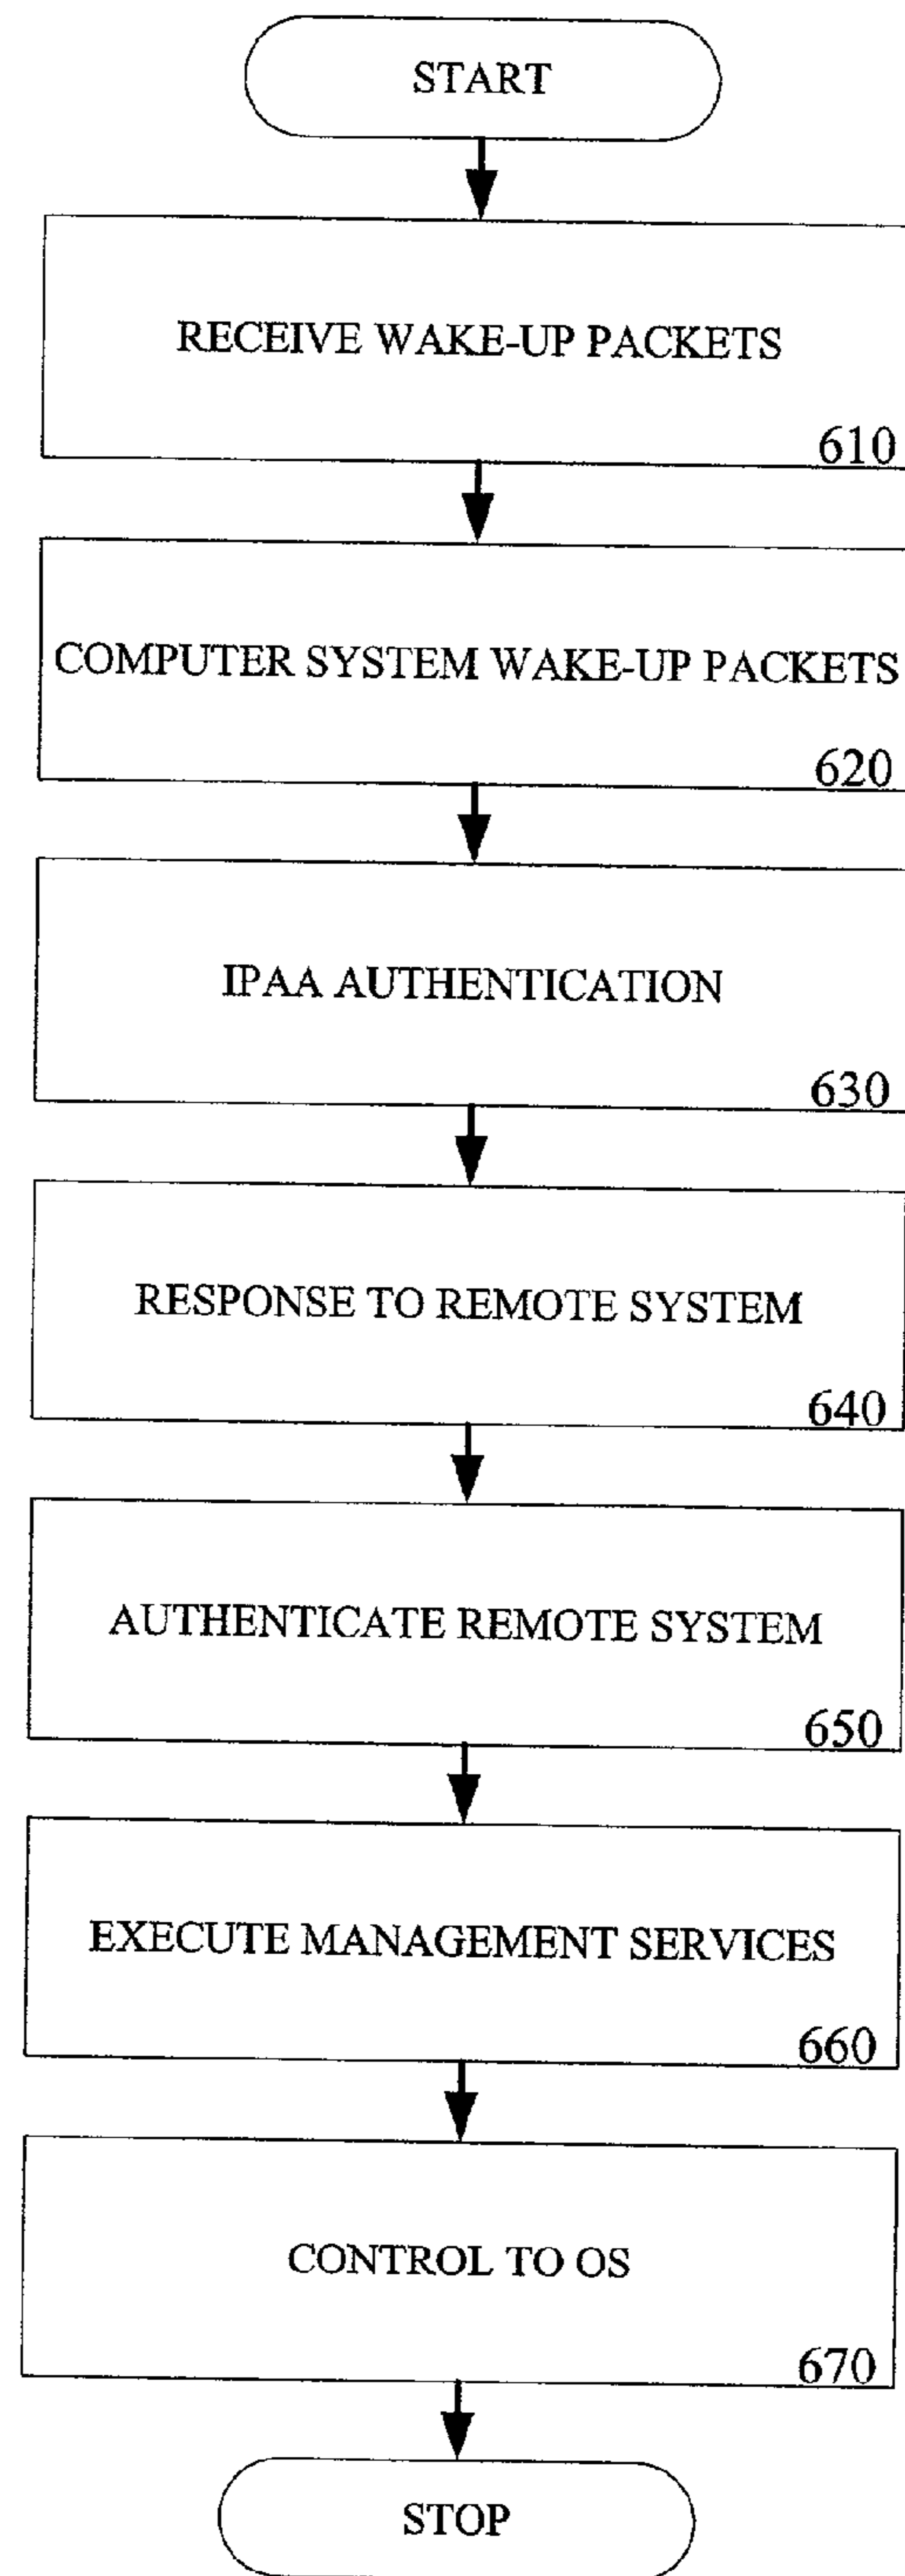 START
RECEIVE WAKE-UP PACKETS
610
COMPUTER SYSTEM WAKE-UP PACKETS
620
IPAA AUTHENTICATION
630
RESPONSE TO REMOTE SYSTEM
640
AUTHENTICATE REMOTE SYSTEM
650
EXECUTE MANAGEMENT SERVICES
660
CONTROL TO OS
670
STOP